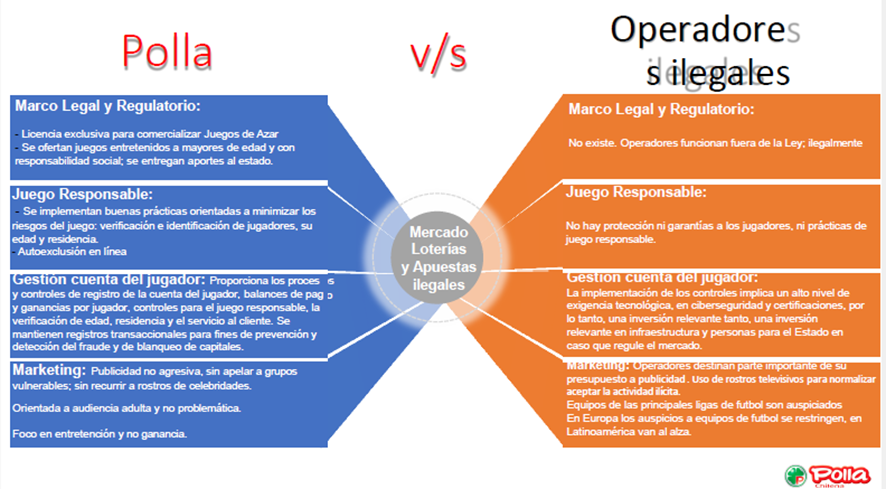 Polla
v/s
Operadores
s ilegales
Marco Legal y Regulatorio:
- Licencia exclusiva para comercializar Juegos de Azar
- Se ofertan juegos entretenidos a mayores de edad y con
responsabilidad social; se entregan aportes al estado.
Juego Responsable:
- Se implementan buenas prácticas orientadas a minimizar los
riesgos del juego: verificación e identificación de jugadores, su
edad y residencia.
- Autoexclusión en línea
Gestión cuenta del jugador: Proporciona los procesos
y controles de registro de la cuenta del jugador, balances de pago
y ganancias por jugador, controles para el juego responsable, la
verificación de edad, residencia y el servicio al cliente. Se
mantienen registros transaccionales para fines de prevención y
detección del fraude y de blanqueo de capitales.
Marketing: Publicidad no agresiva, sin apelar a grupos
vulnerables; sin recurrir a rostros de celebridades.
Orientada a audiencia adulta y no problemática.
Foco en entretención y no ganancia.
Mercado
Loterías
y Apuestas
ilegales
Marco Legal y Regulatorio:
No existe. Operadores funcionan fuera de la Ley; ilegalmente
Juego Responsable:
No hay protección ni garantías a los jugadores, ni prácticas de
juego responsable.
Gestión cuenta del jugador:
La implementación de los controles implica un alto nivel de
exigencia tecnológica, en ciberseguridad y certificaciones, por
lo tanto, una inversión relevante tanto, una inversión
relevante en infraestructura y personas para el Estado en
caso que regule el mercado.
Marketing: Operadores destinan parte importante de su
presupuesto a publicidad. Uso de rostros televisivos para normalizar
aceptar la actividad ilícita.
Equipos de las principales ligas de futbol son auspiciados
En Europa los auspicios a equipos de futbol se restringen, en
Latinoamérica van al alza.
Polla
Chilena